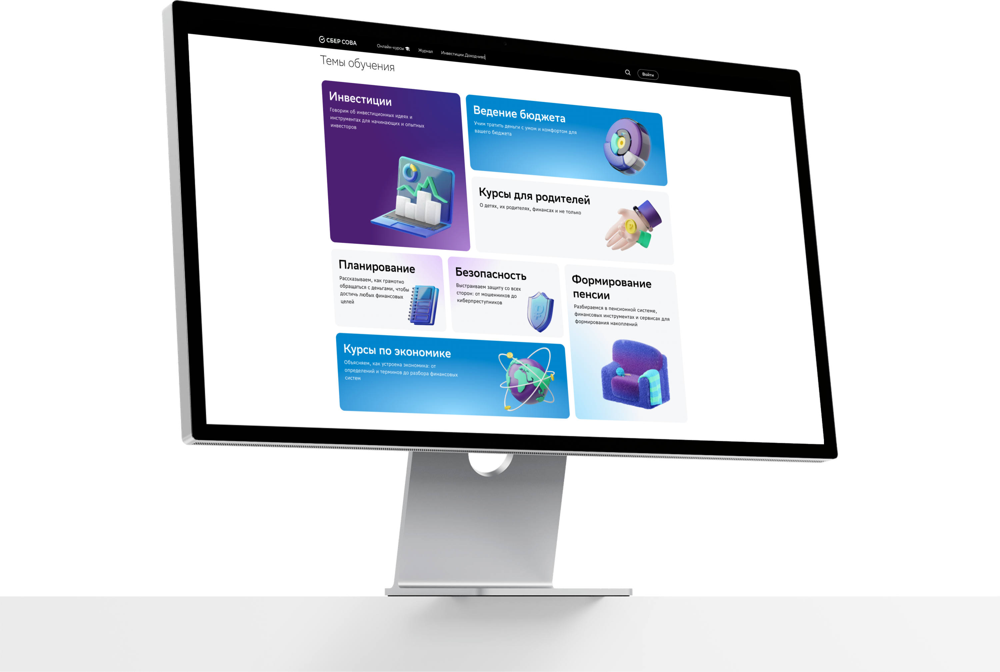 СБЕР СОВА
Онлайн-курсы
Журнал
Инвестиции.Доходчиво
Войти
Темы обучения
Инвестиции
Говорим об инвестиционных идеях и
инструментах для начинающих и опытных
инвесторов
Ведение бюджета
Учим тратить деньги с умом и комфортом для
вашего бюджета
Курсы для родителей
О детях, их родителях, финансах и не только
Планирование
Рассказываем, как грамотно
обращаться с деньгами, чтобы
достичь любых финансовых
целей
Безопасность
Выстраиваем защиту со всех
сторон: от мошенников до
киберпреступников
Формирование
пенсии
Разбираемся в пенсионной системе,
финансовых инструментах и сервисах для
формирования накоплений
Курсы по экономике
Объясняем, как устроена экономика: от
определений и терминов до разбора финансовых
систем